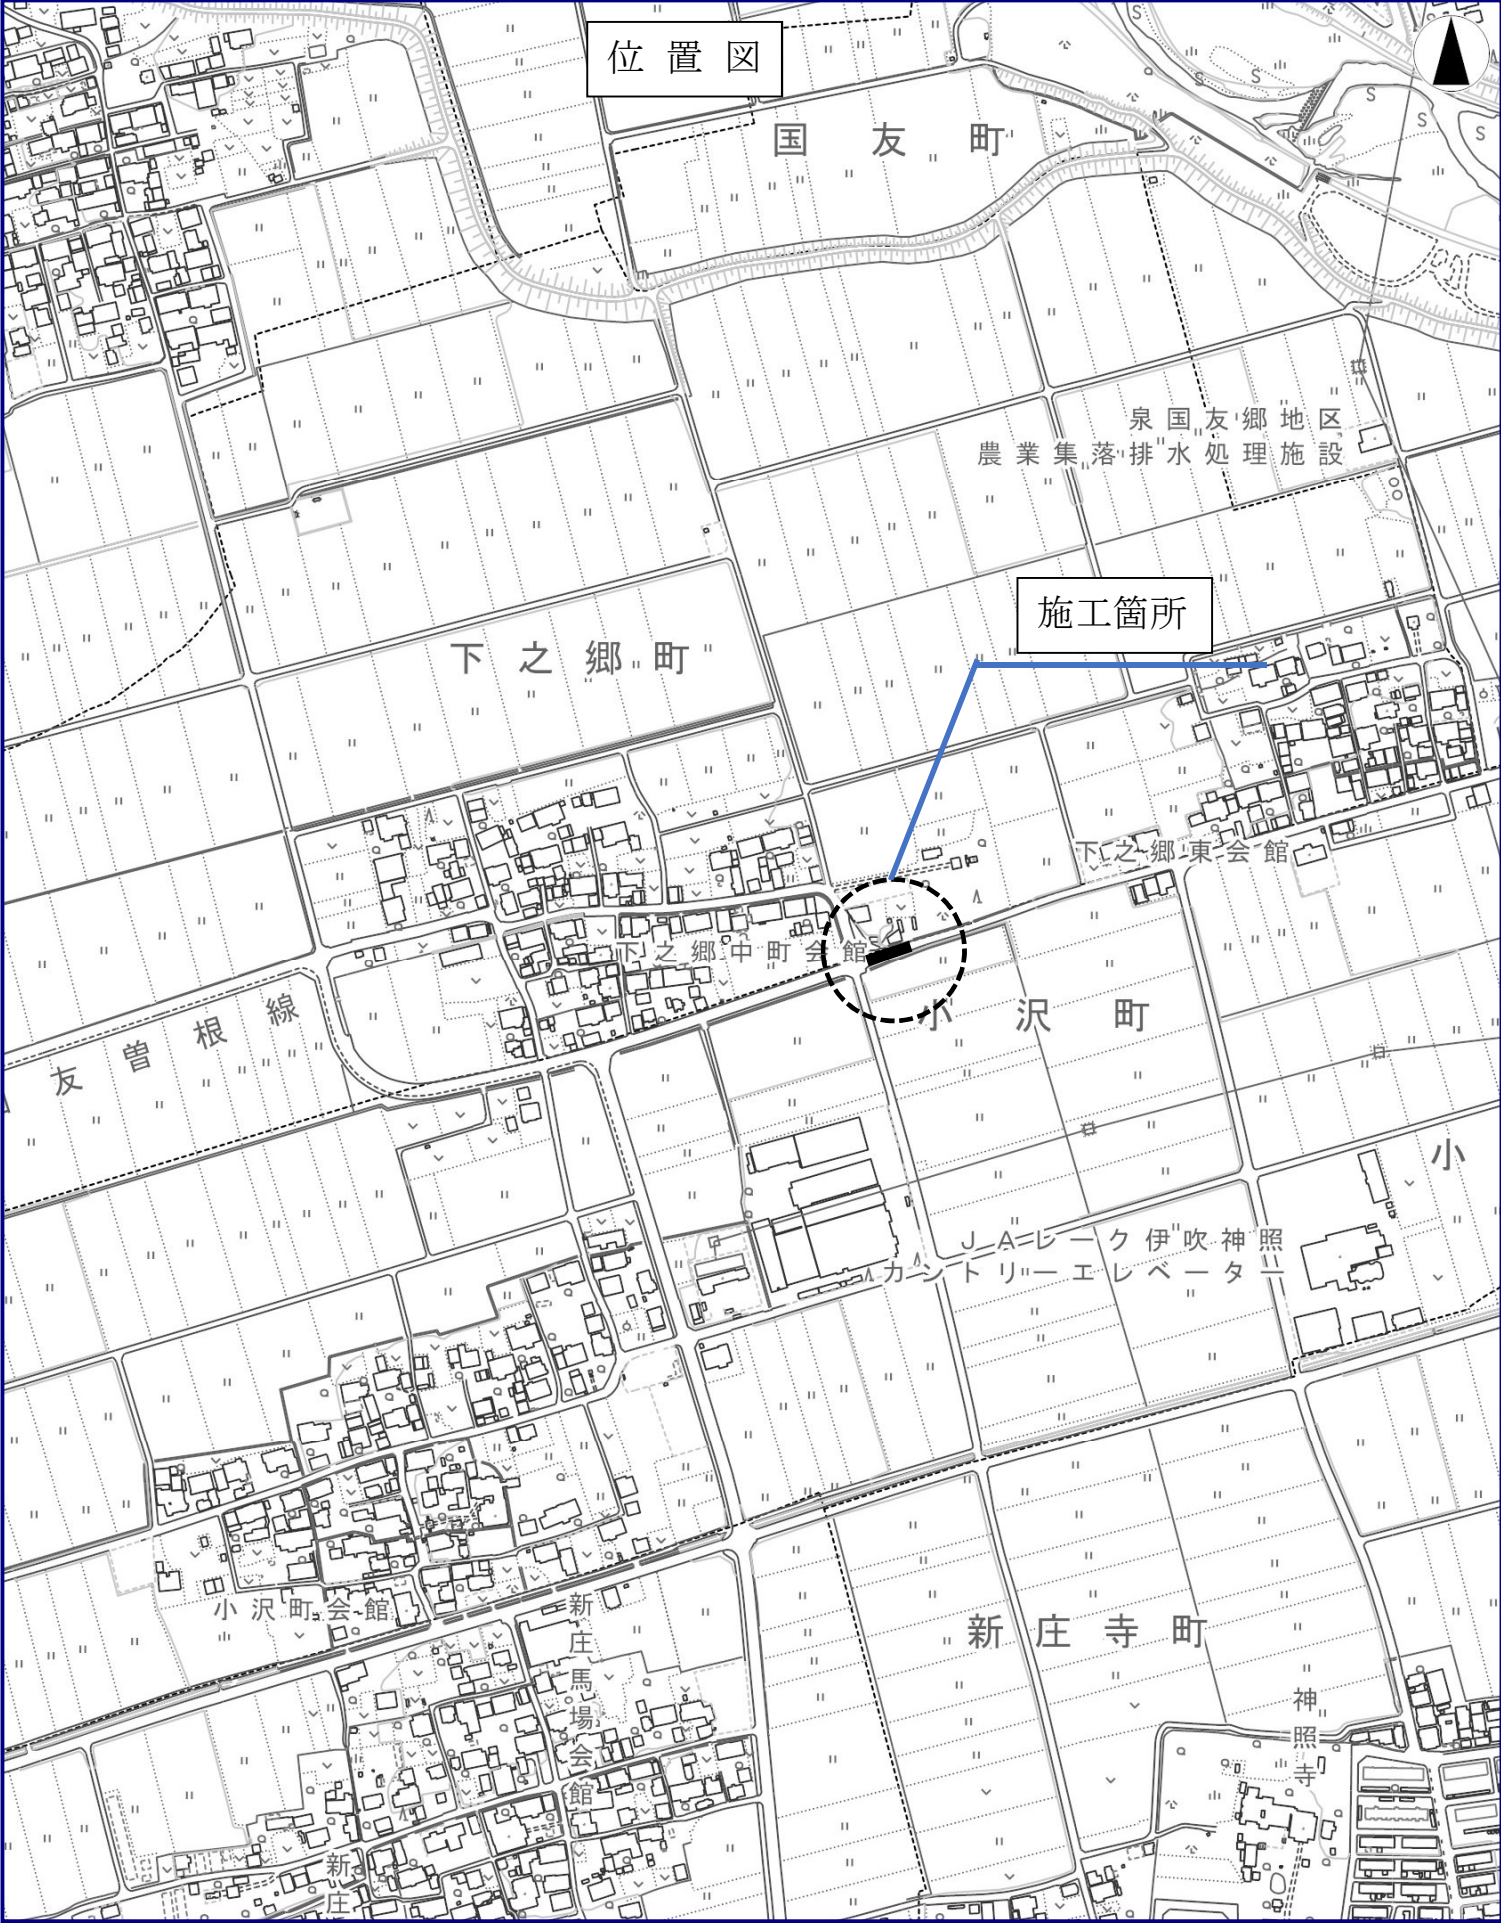 位置図
国友町
泉国友郷地区
農業集落排水処理施設
施工箇所
下之郷町
下之郷東会館
下之郷中町会館
小沢町
友曽根線
小
JAレーク伊吹神照
カントリーエレベーター
小沢町会館
新庄馬場会館
新庄寺町
神照寺
新庄